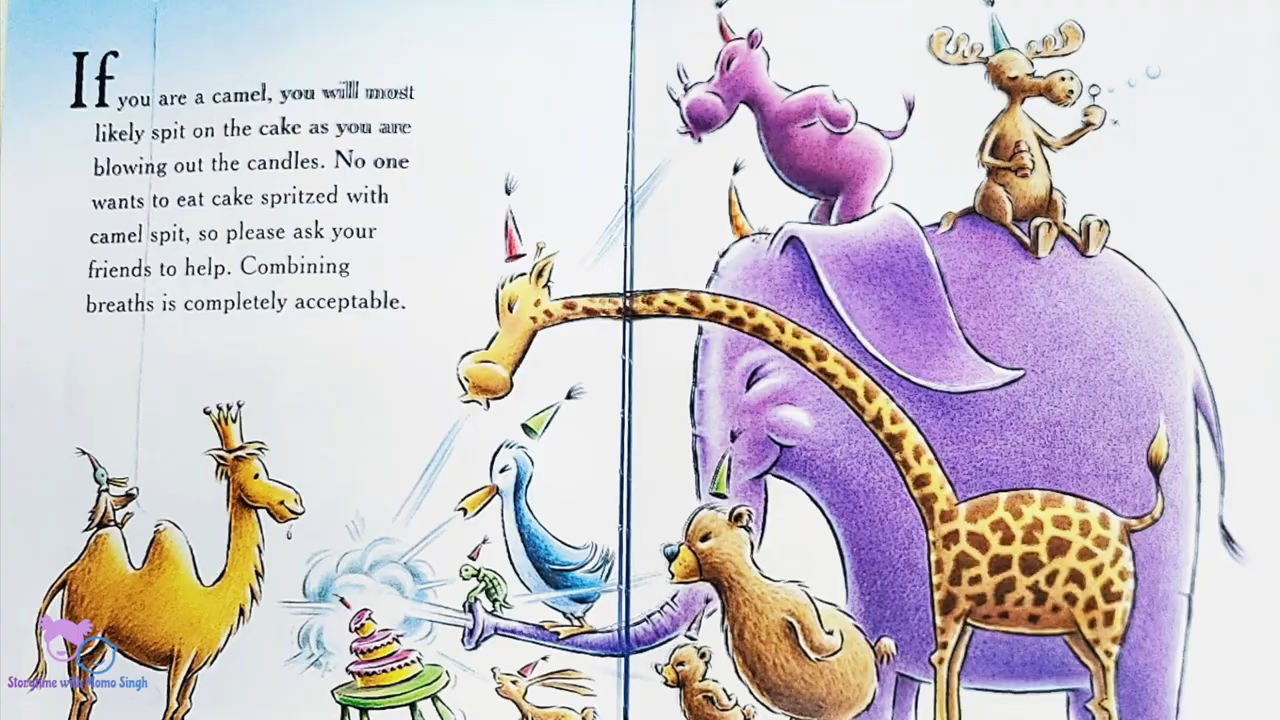 If you are a camel, you will most
likely spit on the cake as you are
blowing out the candles. No one
wants to eat cake spritzed with
camel spit, so please ask your
friends to help. Combining
breaths is completely acceptable.
Storytime with Momo Singh